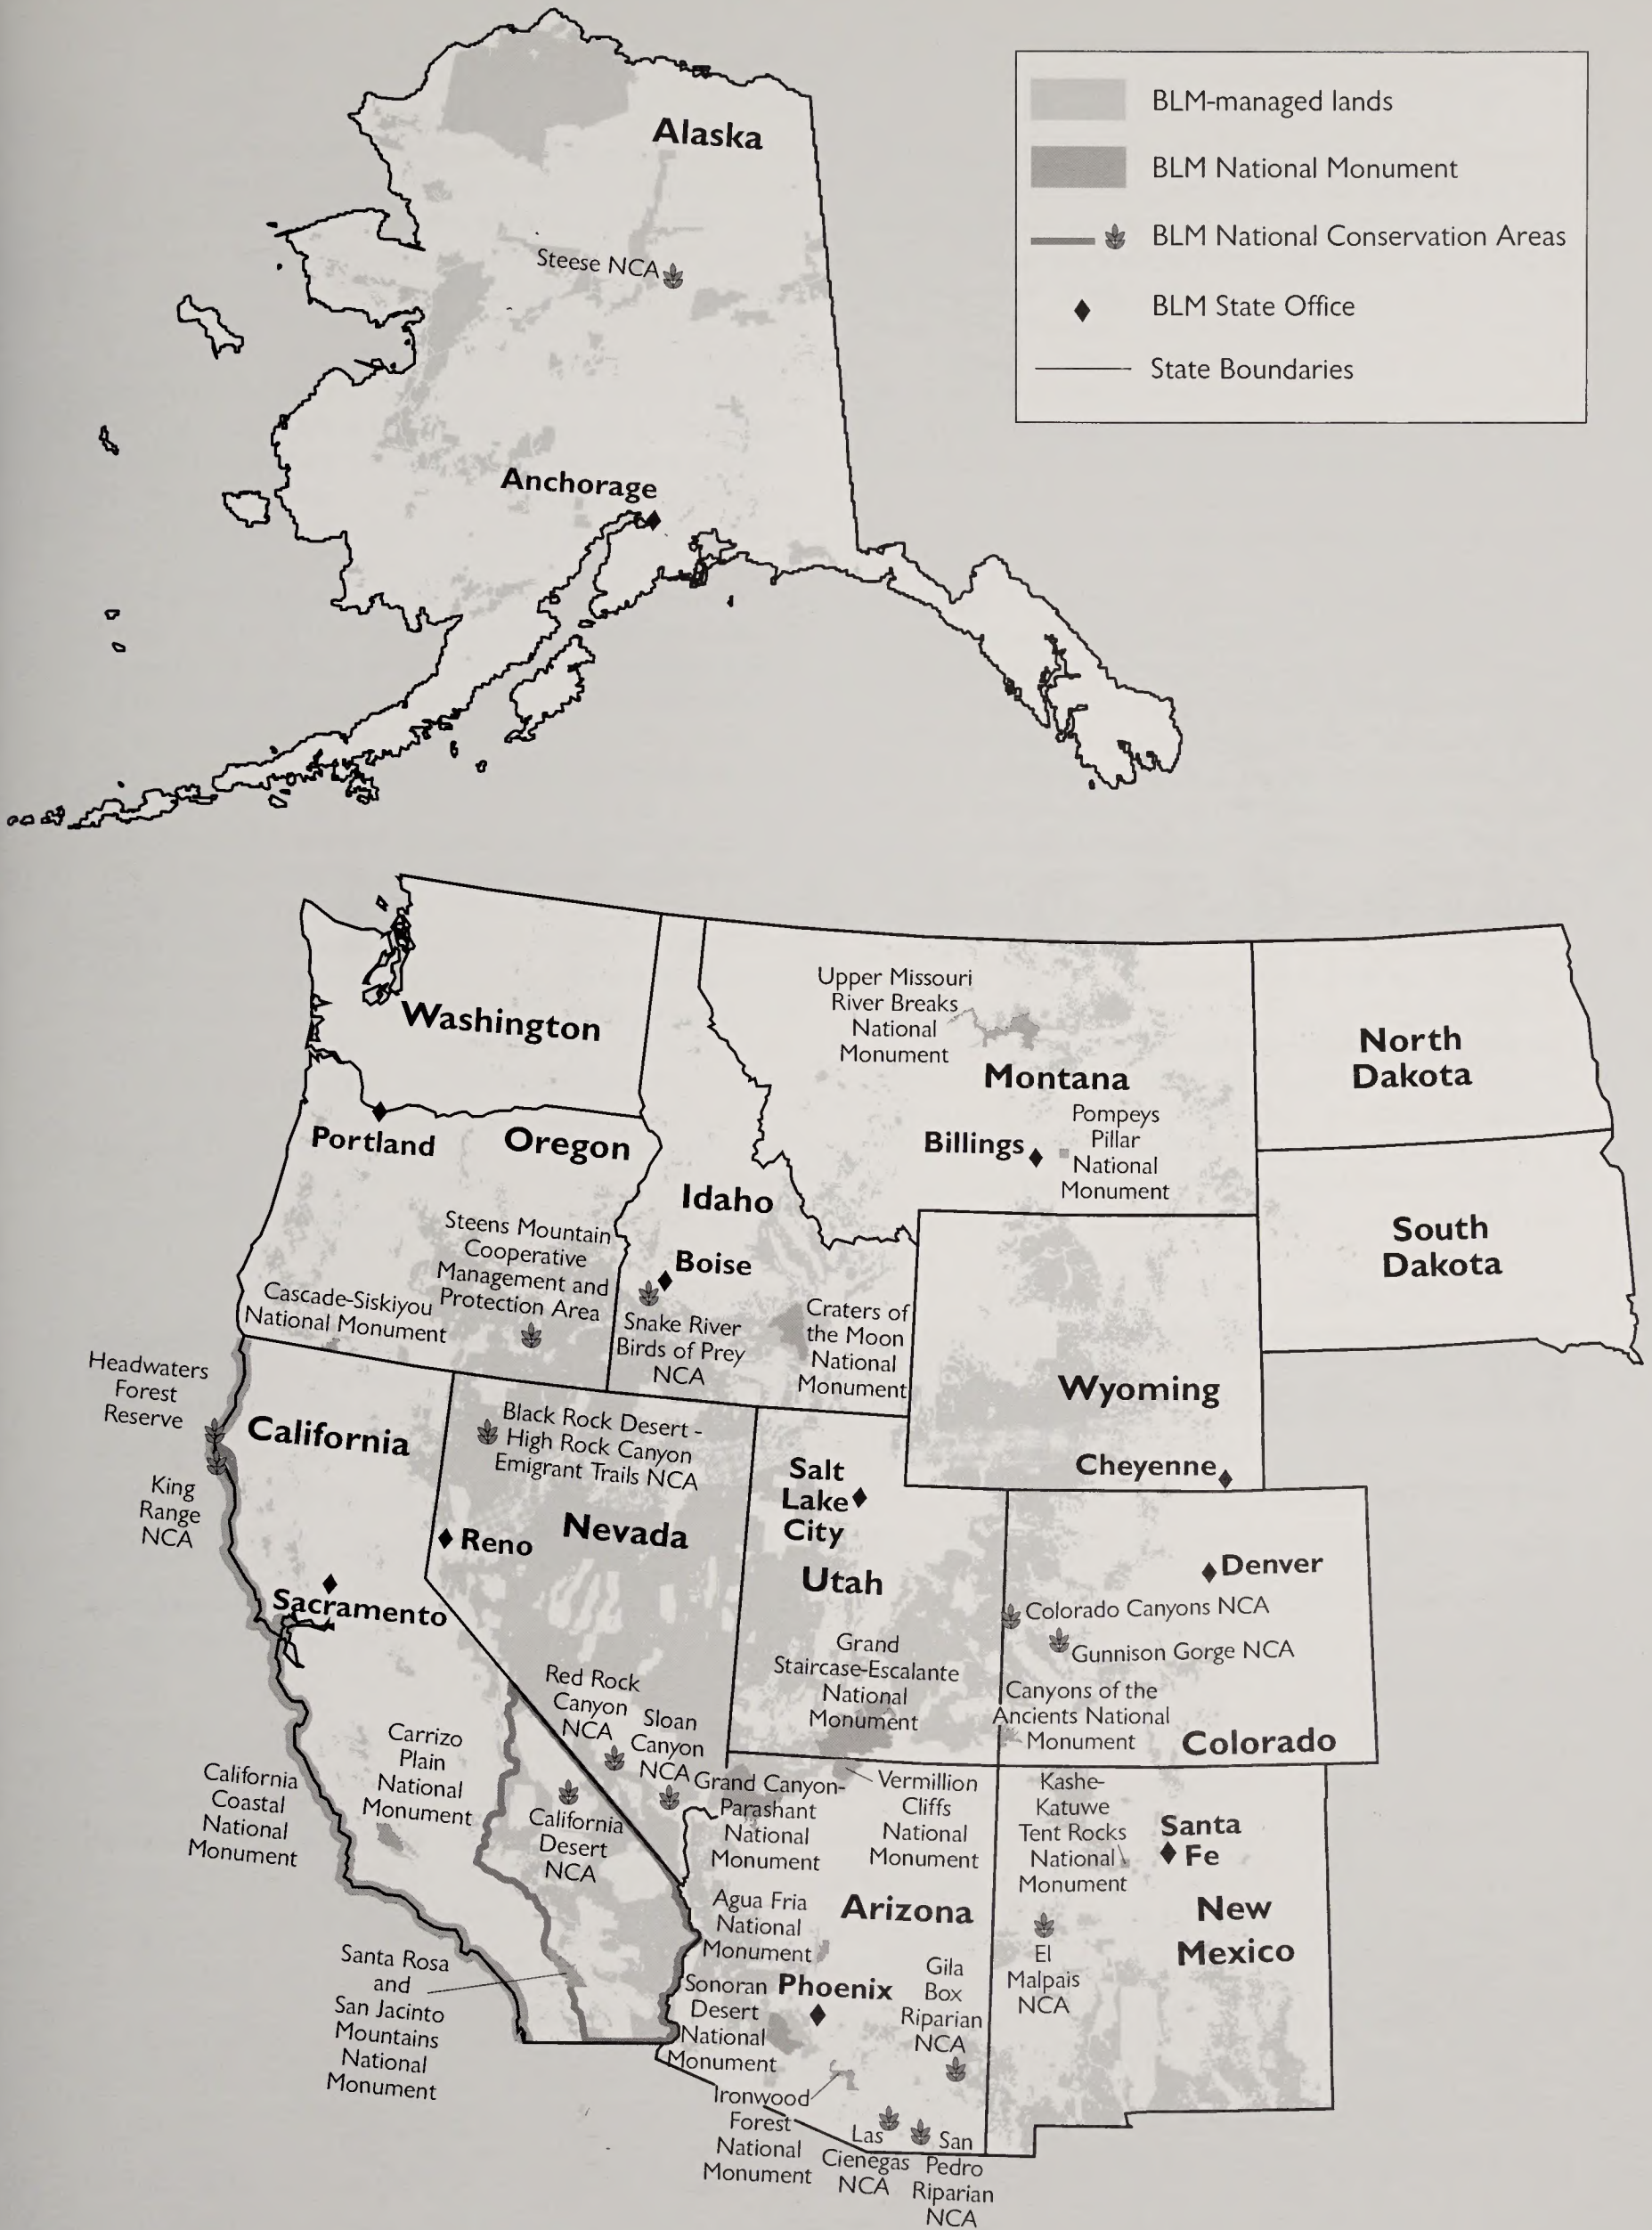 BLM-managed lands
BLM National Monument
BLM National Conservation Areas
BLM State Office
State Boundaries
Alaska
Steese NCA
Anchorage
Washington
Portland
Oregon
Steens Mountain
Cooperative
Management and
Protection Area
Cascade-Siskiyou
National Monument
Idaho
Boise
Snake River
Birds of Prey
NCA
Craters of
the Moon
National
Monument
Upper Missouri
River Breaks
National
Monument
Montana
Billings
Pompeys
Pillar
National
Monument
North
Dakota
South
Dakota
Wyoming
Cheyenne
Headwaters
Forest
Reserve
King
Range
NCA
California
Sacramento
California
Coastal
National
Monument
Carrizo
Plain
National
Monument
California
Desert
NCA
Santa Rosa
and
San Jacinto
Mountains
National
Monument
Black Rock Desert -
High Rock Canyon
Emigrant Trails NCA
Reno
Nevada
Red Rock
Canyon
NCA
Sloan
Canyon
NCA
Salt
Lake
City
Utah
Grand
Staircase-Escalante
National
Monument
Denver
Colorado Canyons NCA
Gunnison Gorge NCA
Canyons of the
Ancients National
Monument
Colorado
Grand Canyon-
Parashant
National
Monument
Vermillion
Cliffs
National
Monument
Agua Fria
National
Monument
Arizona
Sonoran
Desert
National
Monument
Phoenix
Gila
Box
Riparian
NCA
Ironwood
Forest
National
Monument
Las
Cienegas
NCA
San
Pedro
Riparian
NCA
Kashe-
Katuwe
Tent Rocks
National
Monument
Santa
Fe
El
Malpais
NCA
New
Mexico